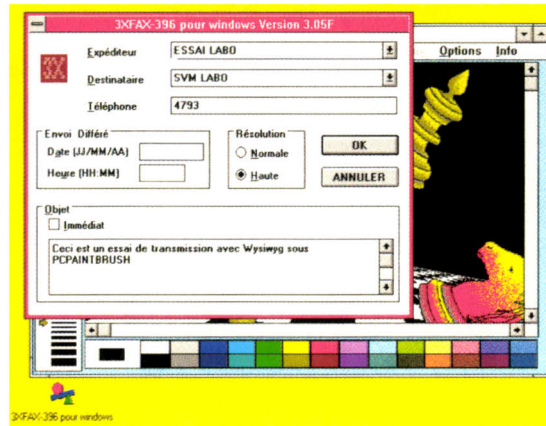 3XFAX-396 pour windows Version 3.05F
Options Info
3X
Expéditeur ESSAI LABO
Destinataire SVM LABO
Téléphone 4793
Envoi Différé
Date (JJ/MM/AA)
Heure (HH:MM)
Résolution
Normale
Haute
OK
ANNULER
Objet
Immédiat
Ceci est un essai de transmission avec Wysiwyg sous
PCPAINTBRUSH
3XFAX-396 pour windows